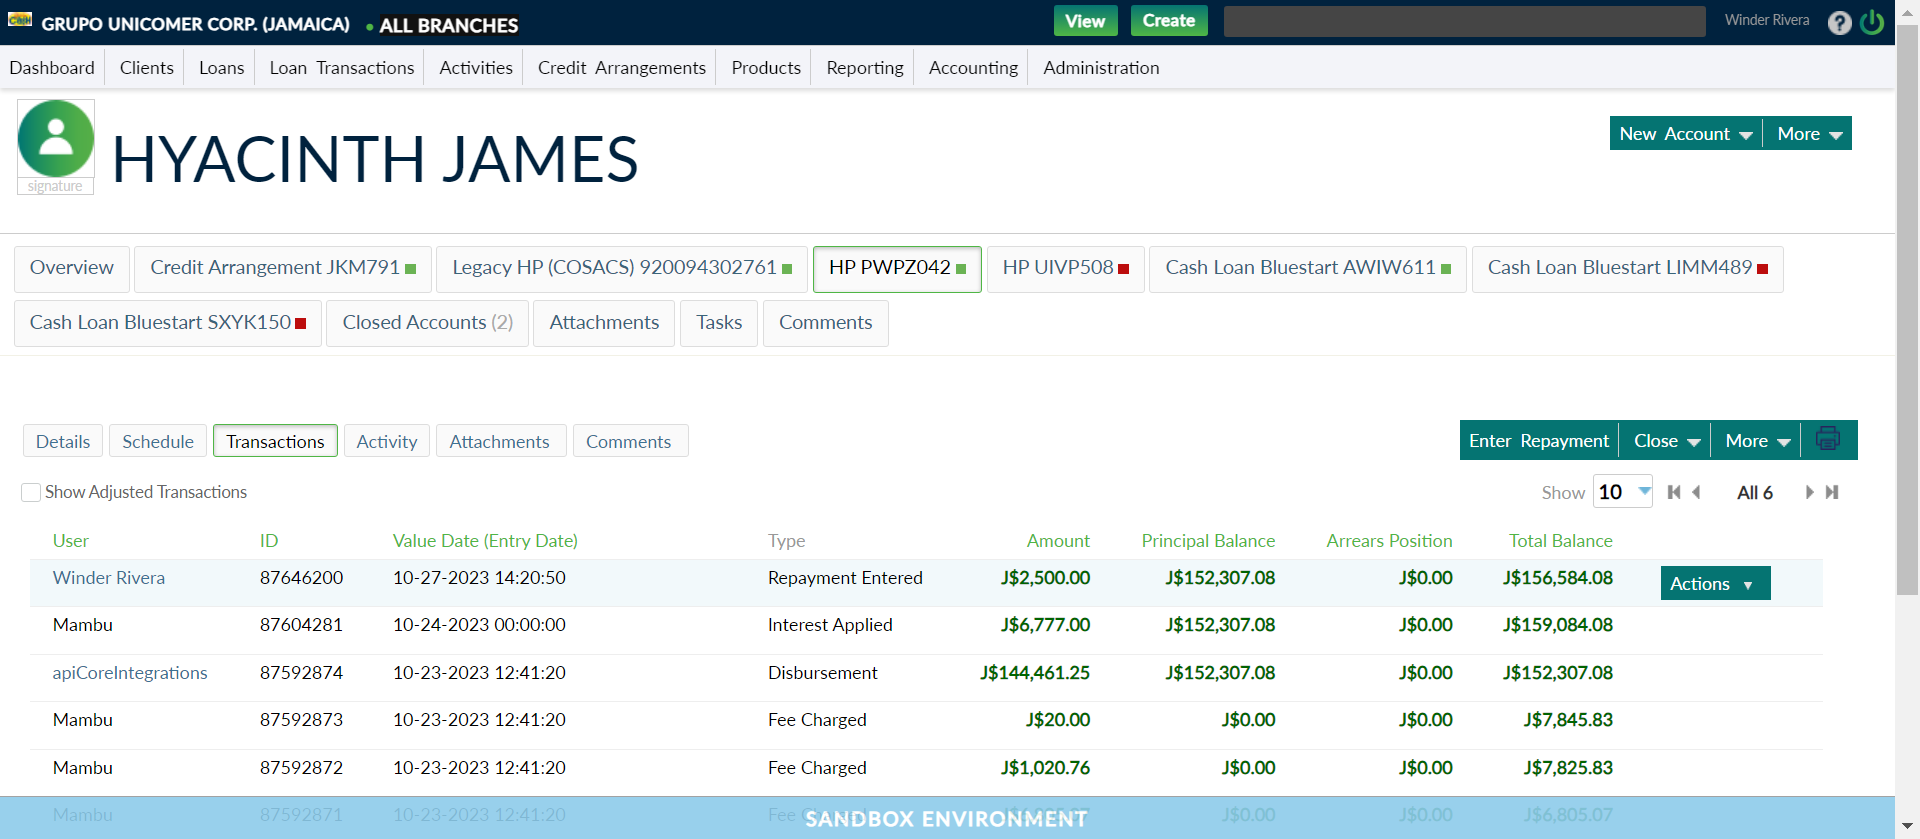 Cash GRUPO UNICOMER CORP. (JAMAICA) • ALL BRANCHES View Create Winder Rivera ?
Dashboard Clients Loans Loan Transactions Activities Credit Arrangements Products Reporting Accounting Administration
HYACINTH JAMES
signature
New Account More
Overview Credit Arrangement JKM791 Legacy HP (COSACS) 920094302761 HP PWPZ042 HP UIVP508 Cash Loan Bluestart AWIW611 Cash Loan Bluestart LIMM489
Cash Loan Bluestart SXYK150 Closed Accounts (2) Attachments Tasks Comments
Details Schedule Transactions Activity Attachments Comments Enter Repayment Close More
Show Adjusted Transactions Show 10 All 6
User ID Value Date (Entry Date) Type Amount Principal Balance Arrears Position Total Balance
Winder Rivera 87646200 10-27-2023 14:20:50 Repayment Entered J$2,500.00 J$152,307.08 J$0.00 J$156,584.08 Actions
Mambu 87604281 10-24-2023 00:00:00 Interest Applied J$6,777.00 J$152,307.08 J$0.00 J$159,084.08
apiCoreIntegrations 87592874 10-23-2023 12:41:20 Disbursement J$144,461.25 J$152,307.08 J$0.00 J$152,307.08
Mambu 87592873 10-23-2023 12:41:20 Fee Charged J$20.00 J$0.00 J$0.00 J$7,845.83
Mambu 87592872 10-23-2023 12:41:20 Fee Charged J$1,020.76 J$0.00 J$0.00 J$7,825.83
Mambu 87592871 10-23-2023 12:41:20 Fee J$0.00 J$0.00 J$6,805.07
SANDBOX ENVIRONMENT